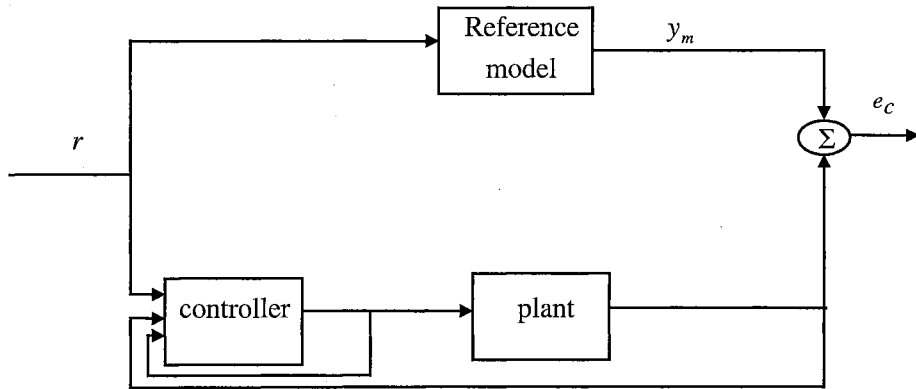 Reference
model
y_m
e_C
Σ
r
controller
plant